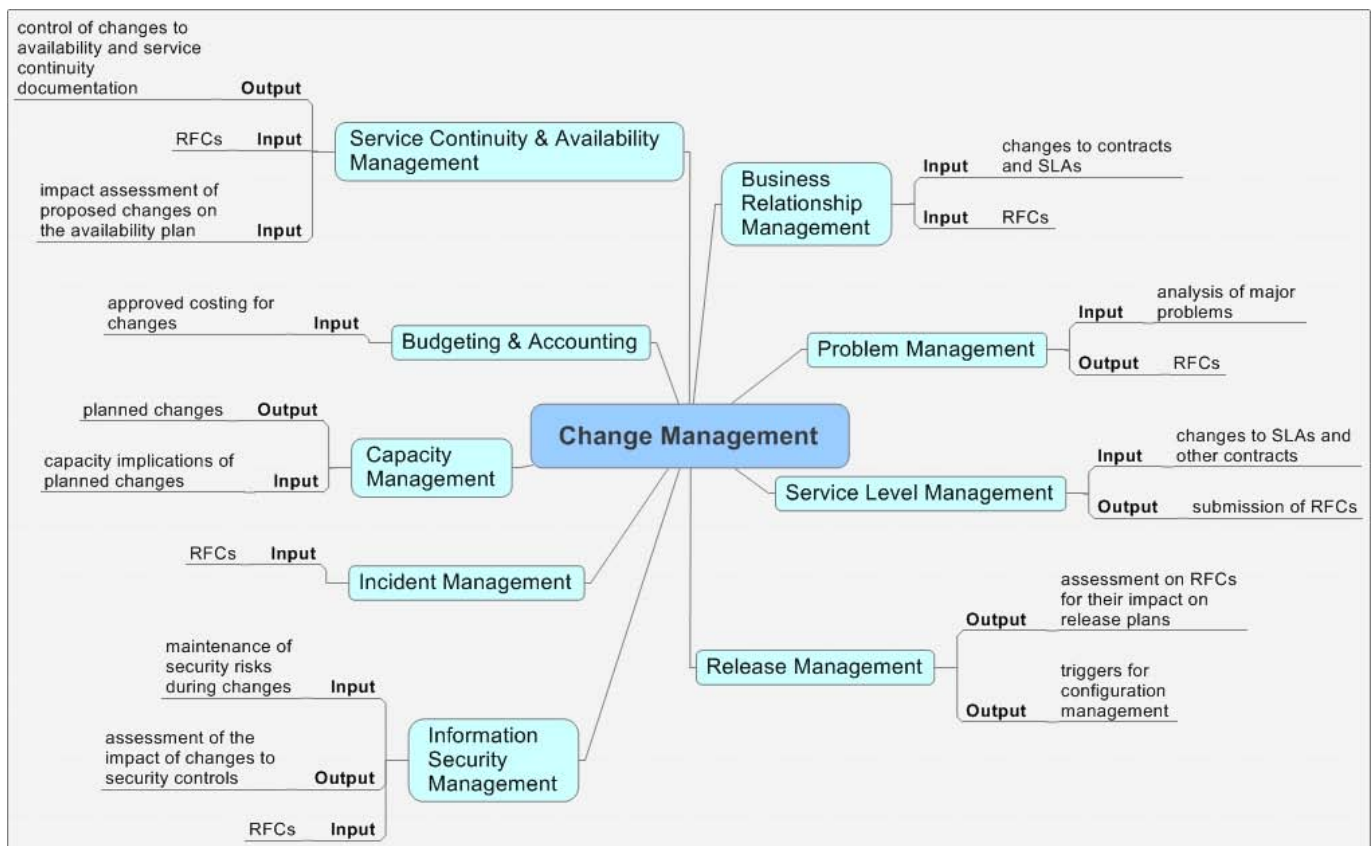 control of changes to
availability and service
continuity
documentation Output
RFCs Input
impact assessment of
proposed changes on
the availability plan Input
Service Continuity & Availability
Management
approved costing for
changes Input
Budgeting & Accounting
planned changes Output
capacity implications of
planned changes Input
Capacity
Management
RFCs Input
Incident Management
maintenance of
security risks
during changes Input
assessment of the
impact of changes to
security controls Output
RFCs Input
Information
Security
Management
Change Management
Business
Relationship
Management
Input changes to contracts
and SLAs
Input RFCs
Problem Management
Input analysis of major
problems
Output RFCs
Service Level Management
Input changes to SLAs and
other contracts
Output submission of RFCs
Release Management
Output assessment on RFCs
for their impact on
release plans
Output triggers for
configuration
management